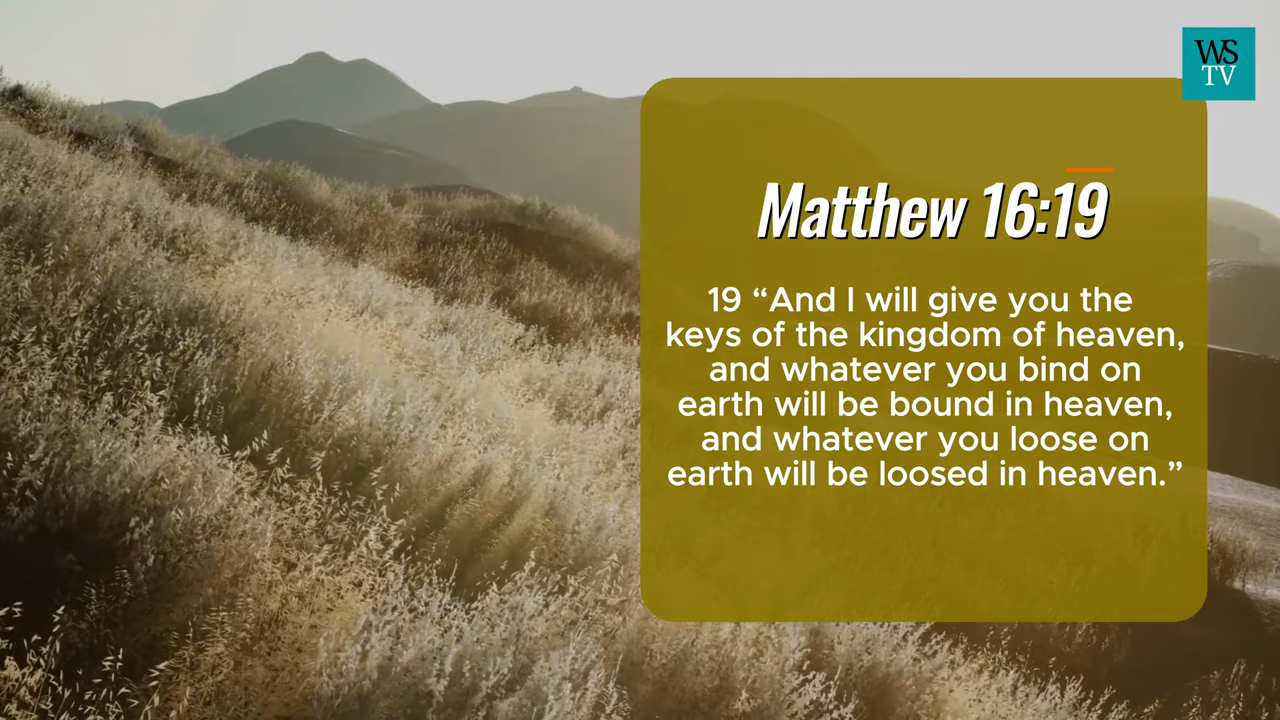 WS
TV
Matthew 16:19
19 “And I will give you the
keys of the kingdom of heaven,
and whatever you bind on
earth will be bound in heaven,
and whatever you loose on
earth will be loosed in heaven.”